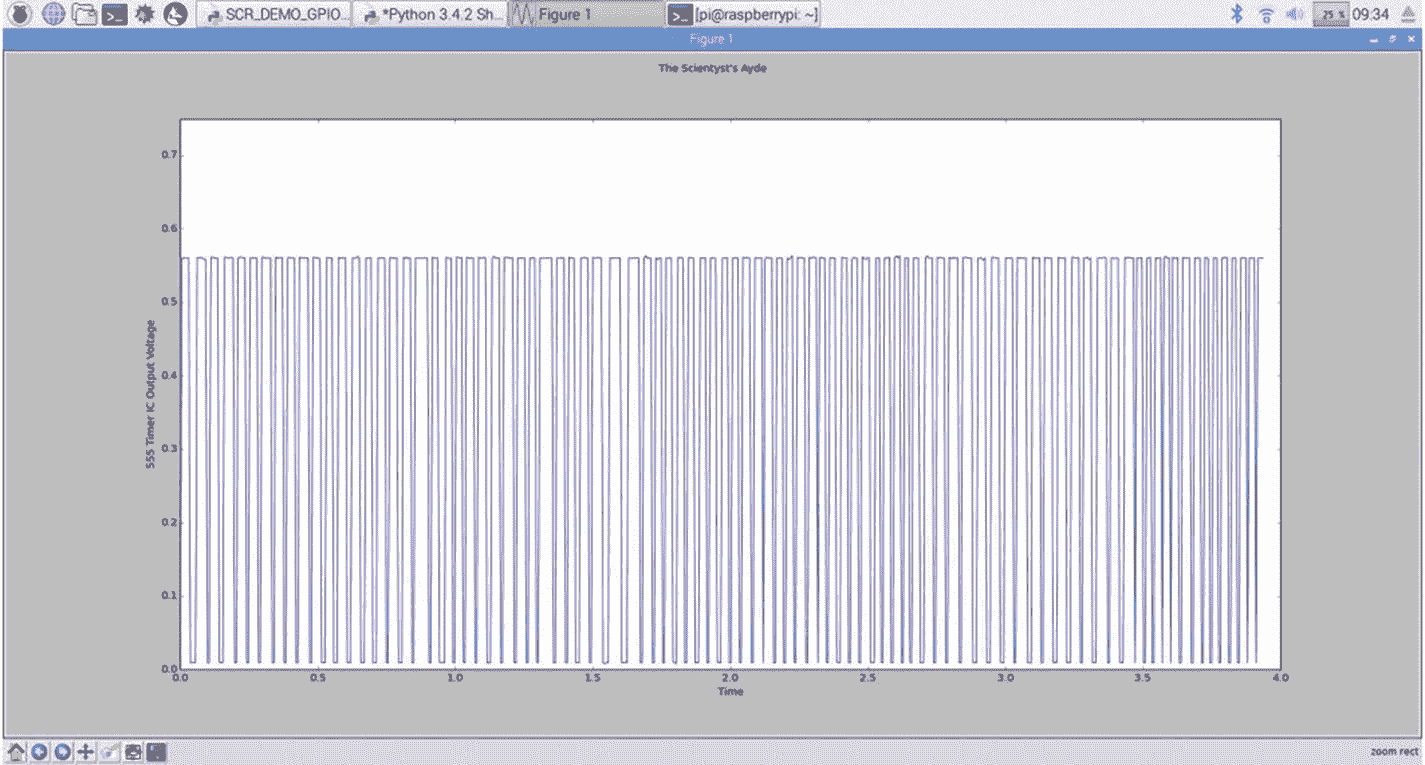 SCR_DEMO_GPIO... *Python 3.4.2 Sh... Figure 1 [pi@raspberrypi: ~] 25 % 09:34
Figure 1
The Scientyst's Ayde
0.7
0.6
0.5
0.4
0.3
0.2
0.1
0.0
555 Timer IC Output Voltage
0.0 0.5 1.0 1.5 2.0 2.5 3.0 3.5 4.0
Time
zoom rect